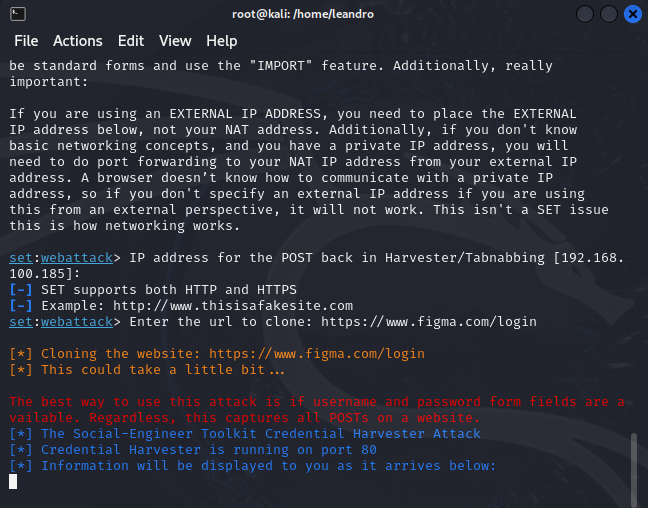 root@kali: /home/leandro
File Actions Edit View Help
be standard forms and use the "IMPORT" feature. Additionally, really
important:
If you are using an EXTERNAL IP ADDRESS, you need to place the EXTERNAL
IP address below, not your NAT address. Additionally, if you don't know
basic networking concepts, and you have a private IP address, you will
need to do port forwarding to your NAT IP address from your external IP
address. A browser doesn’t know how to communicate with a private IP
address, so if you don't specify an external IP address if you are using
this from an external perspective, it will not work. This isn't a SET issue
this is how networking works.
set:webattack> IP address for the POST back in Harvester/Tabnabbing [192.168.
100.185]:
[-] SET supports both HTTP and HTTPS
[-] Example: http://www.thisisafakesite.com
set:webattack> Enter the url to clone: https://www.figma.com/login
[*] Cloning the website: https://www.figma.com/login
[*] This could take a little bit...
The best way to use this attack is if username and password form fields are a
vailable. Regardless, this captures all POSTs on a website.
[*] The Social-Engineer Toolkit Credential Harvester Attack
[*] Credential Harvester is running on port 80
[*] Information will be displayed to you as it arrives below: